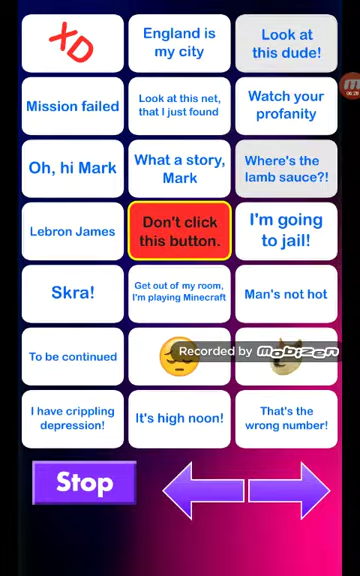 XD
England is
my city
Look at
this dude!
Mission failed
Look at this net,
that I just found
Watch your
profanity
Oh, hi Mark
What a story,
Mark
Where's the
lamb sauce?!
Lebron James
Don't click
this button.
I'm going
to jail!
Skra!
Get out of my room,
I'm playing Minecraft
Man's not hot
To be continued
Recorded by MOBIZEN
I have crippling
depression!
It's high noon!
That's the
wrong number!
Stop